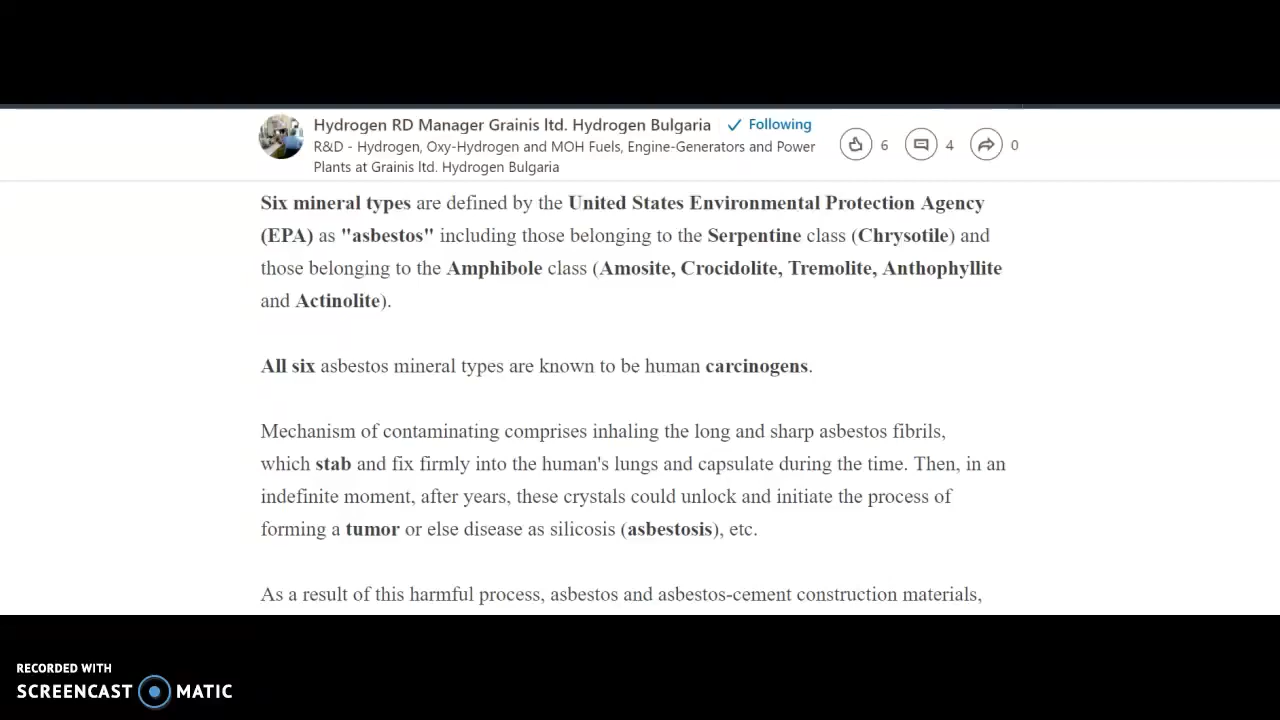 Hydrogen RD Manager Grainis ltd. Hydrogen Bulgaria Following
R&D - Hydrogen, Oxy-Hydrogen and MOH Fuels, Engine-Generators and Power
Plants at Grainis ltd. Hydrogen Bulgaria
6 4 0
Six mineral types are defined by the United States Environmental Protection Agency
(EPA) as "asbestos" including those belonging to the Serpentine class (Chrysotile) and
those belonging to the Amphibole class (Amosite, Crocidolite, Tremolite, Anthophyllite
and Actinolite).
All six asbestos mineral types are known to be human carcinogens.
Mechanism of contaminating comprises inhaling the long and sharp asbestos fibrils,
which stab and fix firmly into the human's lungs and capsulate during the time. Then, in an
indefinite moment, after years, these crystals could unlock and initiate the process of
forming a tumor or else disease as silicosis (asbestosis), etc.
As a result of this harmful process, asbestos and asbestos-cement construction materials,
RECORDED WITH
SCREENCAST MATIC